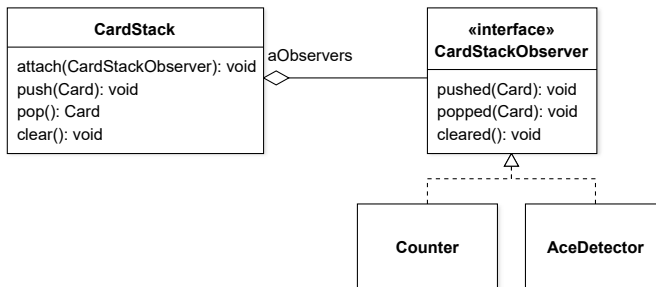 CardStack
attach(CardStackObserver): void
push(Card): void
pop(): Card
clear(): void
aObservers
«interface»
CardStackObserver
pushed(Card): void
popped(Card): void
cleared(): void
Counter
AceDetector